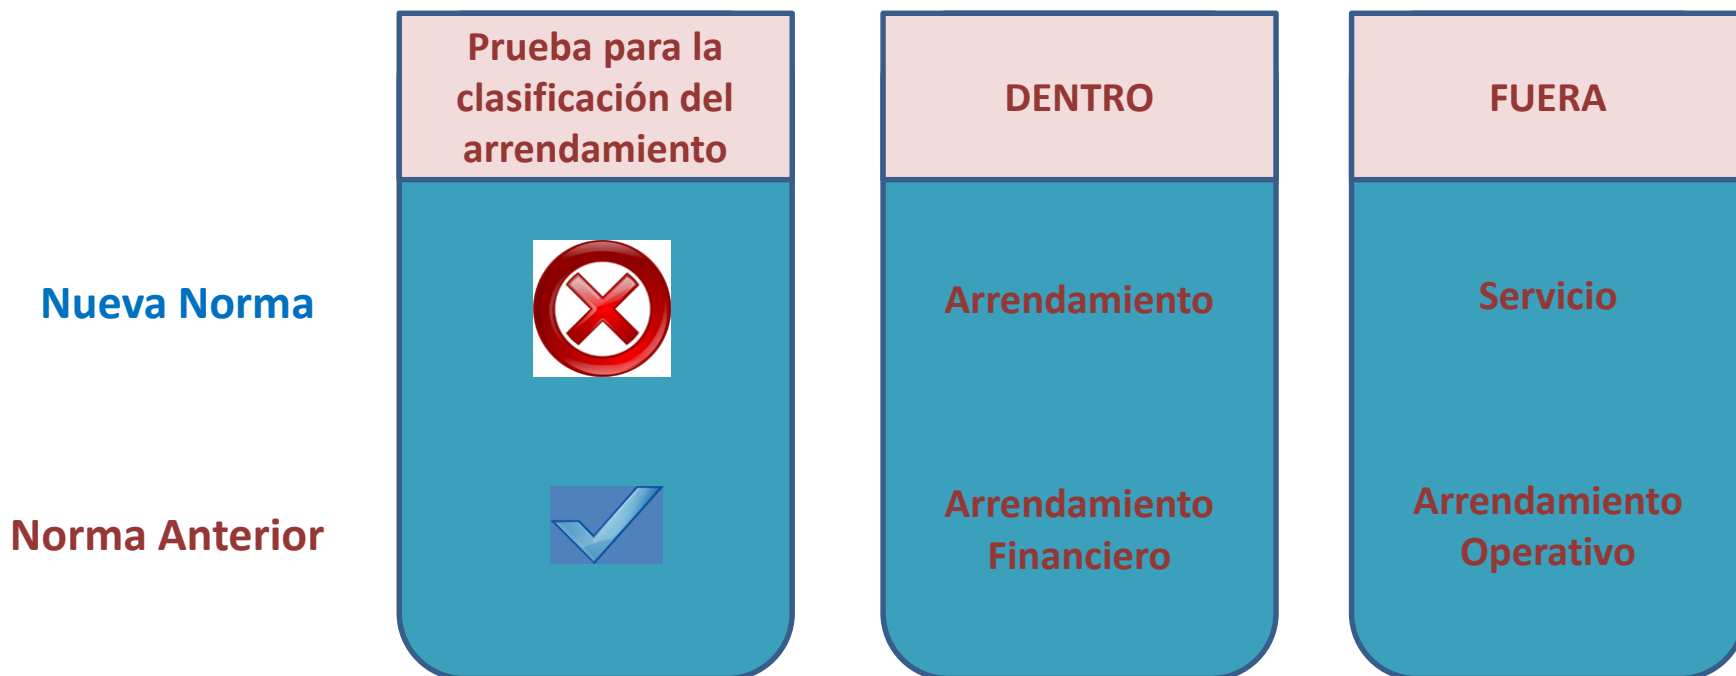 Prueba para la
clasificación del
arrendamiento
DENTRO
FUERA
Nueva Norma
Arrendamiento
Servicio
Norma Anterior
Arrendamiento
Financiero
Arrendamiento
Operativo